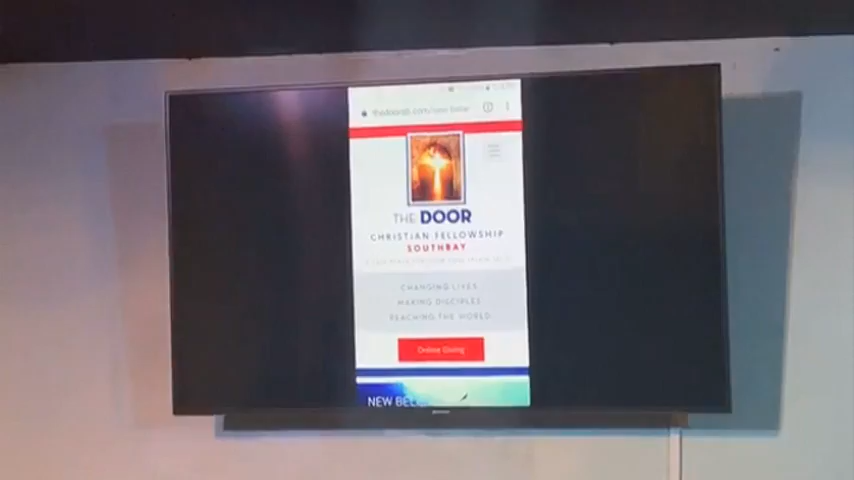 THE DOOR
CHRISTIAN FELLOWSHIP
SOUTHBAY
CHANGING LIVES
MAKING DISCIPLES
REACHING THE WORLD
Online Giving